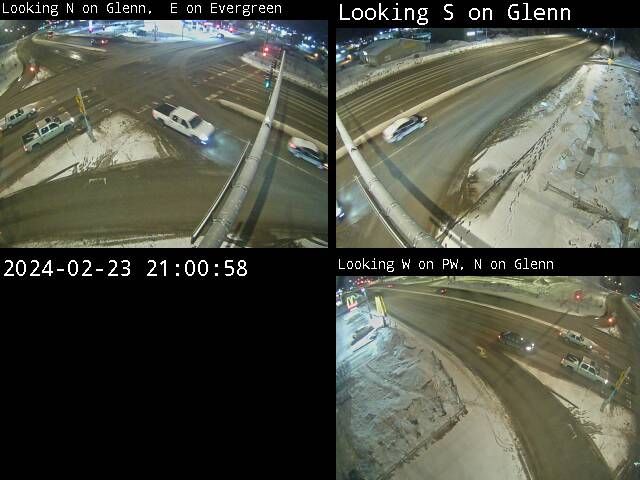 Looking N on Glenn,  E on Evergreen
Looking S on Glenn
2024-02-23 21:00:58
Looking W on PW, N on Glenn